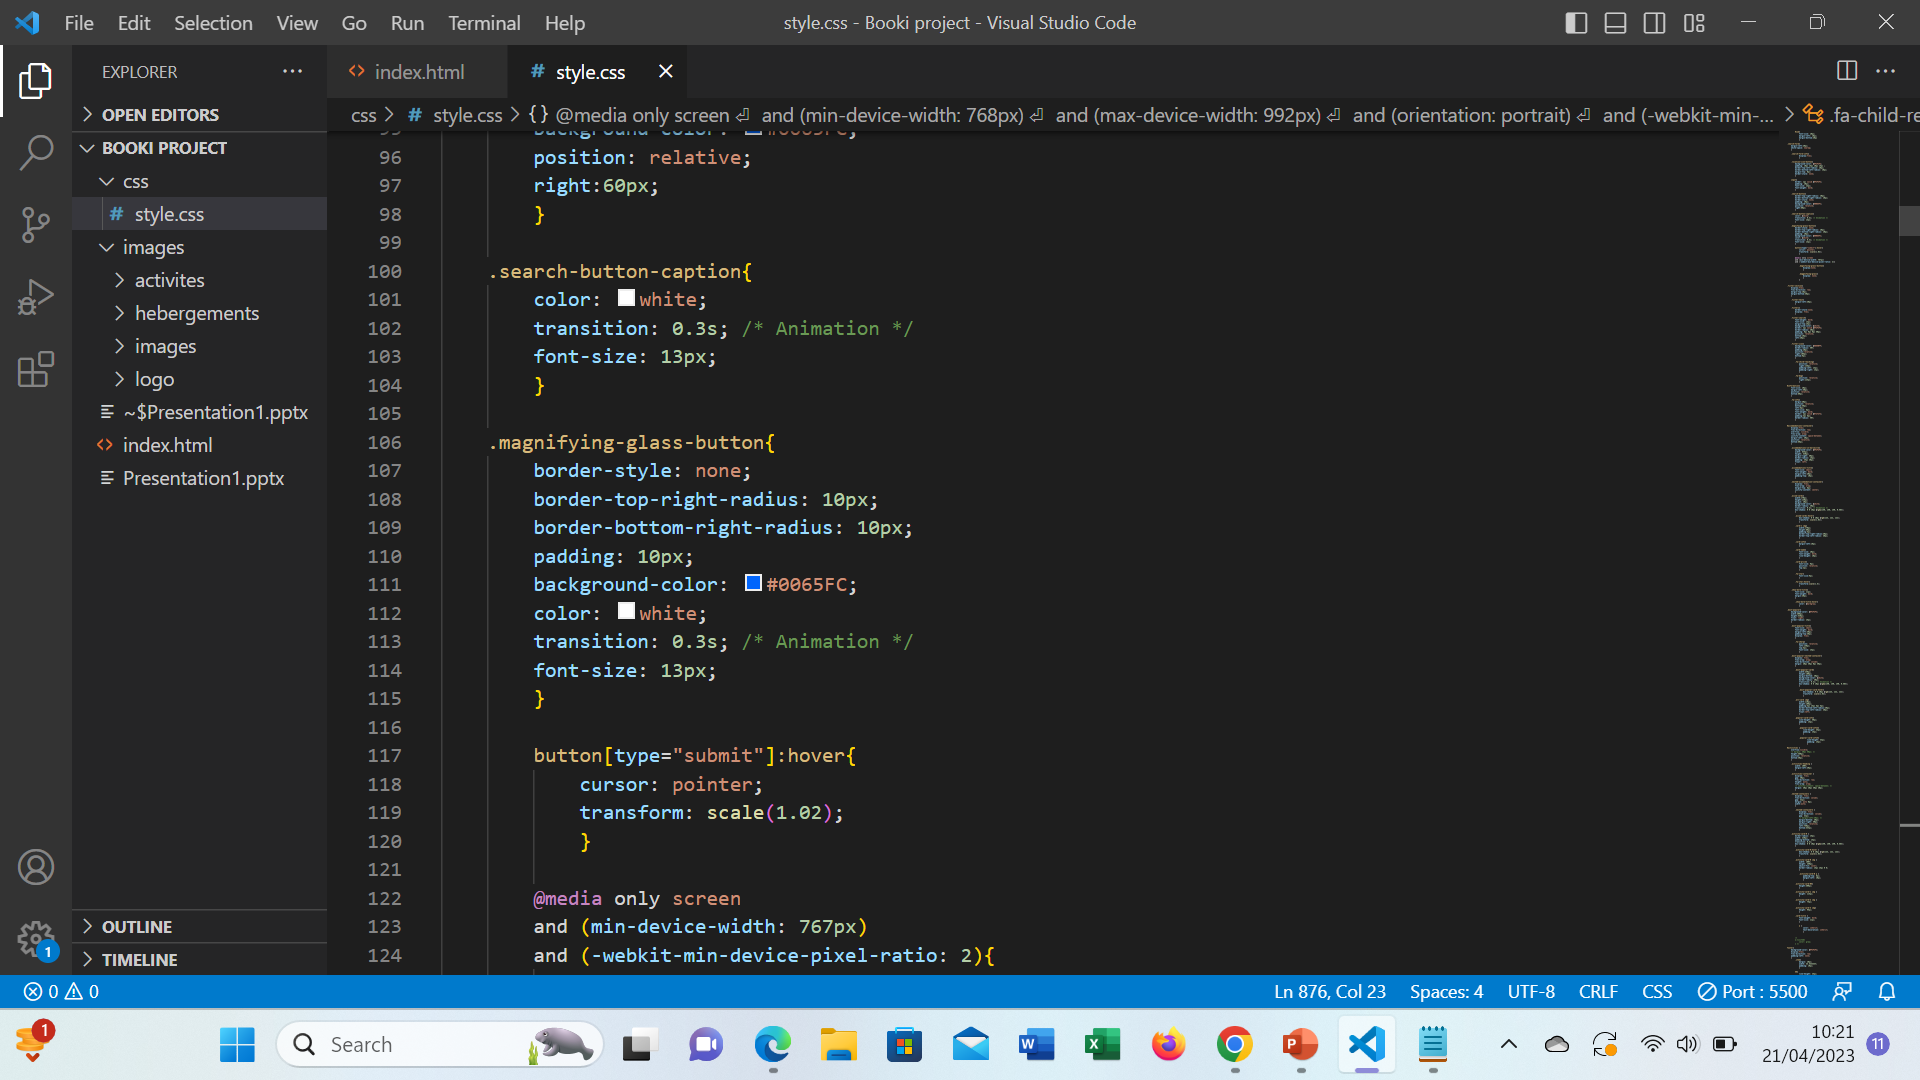 File Edit Selection View Go Run Terminal Help
style.css - Booki project - Visual Studio Code
EXPLORER
index.html
# style.css
OPEN EDITORS
css > # style.css > {} @media only screen ⏎ and (min-device-width: 768px) ⏎ and (max-device-width: 992px) ⏎ and (orientation: portrait) ⏎ and (-webkit-min-... > .fa-child-re
BOOKI PROJECT
css
# style.css
images
activites
hebergements
images
logo
~$Presentation1.pptx
index.html
Presentation1.pptx
OUTLINE
TIMELINE
95 background-color: #0065FC;
96 position: relative;
97 right:60px;
98 }
99
100 .search-button-caption{
101 color: white;
102 transition: 0.3s; /* Animation */
103 font-size: 13px;
104 }
105
106 .magnifying-glass-button{
107 border-style: none;
108 border-top-right-radius: 10px;
109 border-bottom-right-radius: 10px;
110 padding: 10px;
111 background-color: #0065FC;
112 color: white;
113 transition: 0.3s; /* Animation */
114 font-size: 13px;
115 }
116
117 button[type="submit"]:hover{
118 cursor: pointer;
119 transform: scale(1.02);
120 }
121
122 @media only screen
123 and (min-device-width: 767px)
124 and (-webkit-min-device-pixel-ratio: 2){
1
0 0
Ln 876, Col 23 Spaces: 4 UTF-8 CRLF CSS Port : 5500
1
Search
10:21
21/04/2023
11